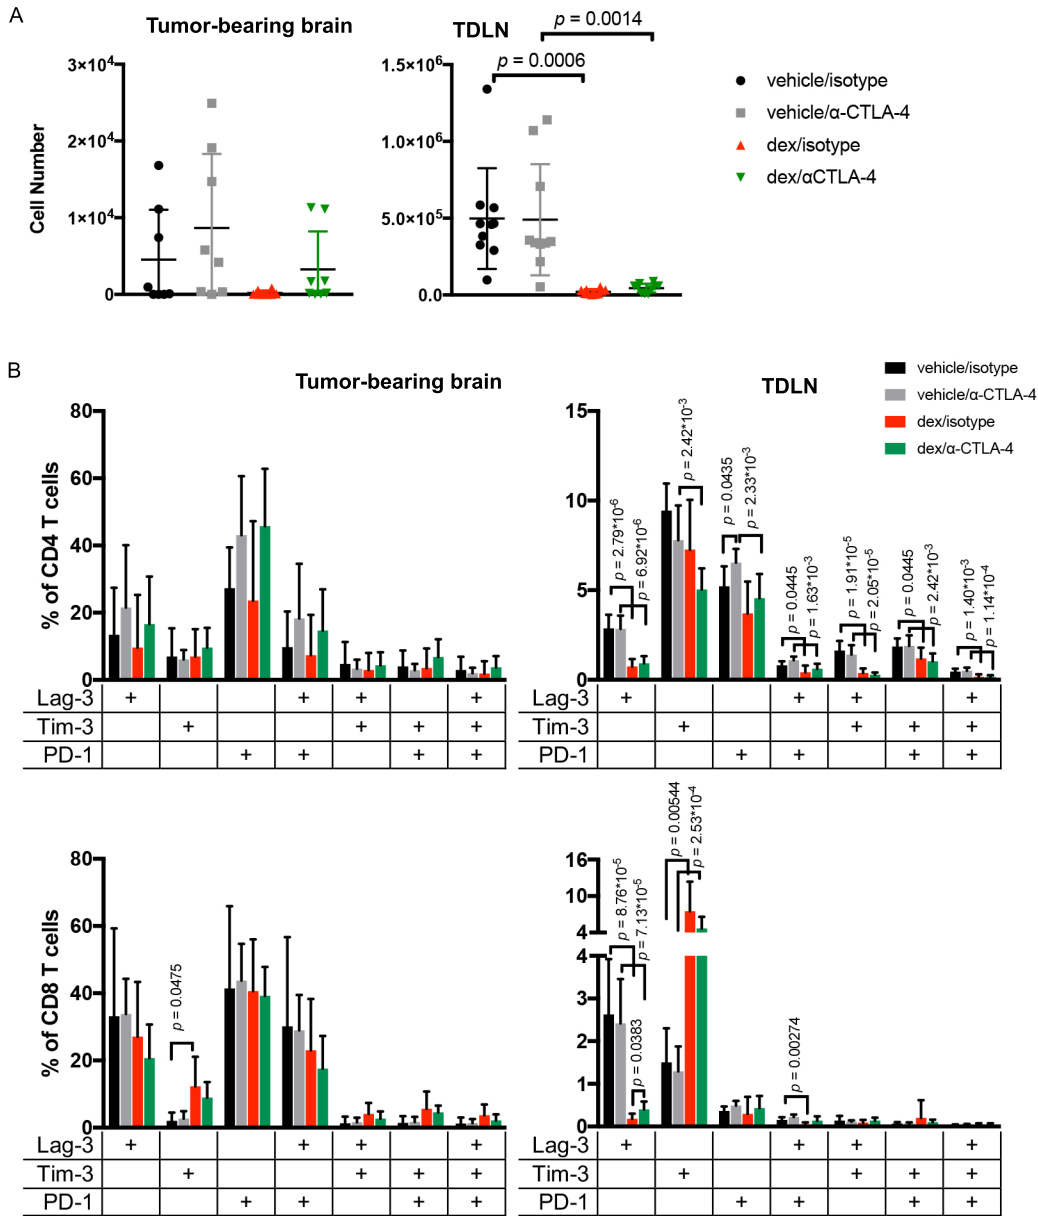 A
Tumor-bearing brain
TDLN
p = 0.0014
p = 0.0006
Cell Number
3×10⁴
2×10⁴
1×10⁴
0
1.5×10⁶
1.0×10⁶
5.0×10⁵
0.0
vehicle/isotype
vehicle/α-CTLA-4
dex/isotype
dex/αCTLA-4
B
Tumor-bearing brain
TDLN
vehicle/isotype
vehicle/α-CTLA-4
dex/isotype
dex/α-CTLA-4
% of CD4 T cells
80
60
40
20
0
Lag-3 + + + +
Tim-3 + + + +
PD-1 + + + +
15
10
5
0
p = 2.79*10⁻⁶
p = 6.92*10⁻⁶
p = 2.42*10⁻³
p = 0.0435
p = 2.33*10⁻³
p = 0.0445
p = 1.63*10⁻³
p = 1.91*10⁻⁵
p = 2.05*10⁻⁵
p = 0.0445
p = 2.42*10⁻³
p = 1.40*10⁻³
p = 1.14*10⁻⁴
Lag-3 + + + +
Tim-3 + + + +
PD-1 + + + +
% of CD8 T cells
80
60
40
20
0
p = 0.0475
Lag-3 + + + +
Tim-3 + + + +
PD-1 + + + +
16
10
4
4
3
2
1
0
p = 8.76*10⁻⁵
p = 7.13*10⁻⁵
p = 0.0383
p = 0.00544
p = 2.53*10⁻⁴
p = 0.00274
Lag-3 + + + +
Tim-3 + + + +
PD-1 + + + +